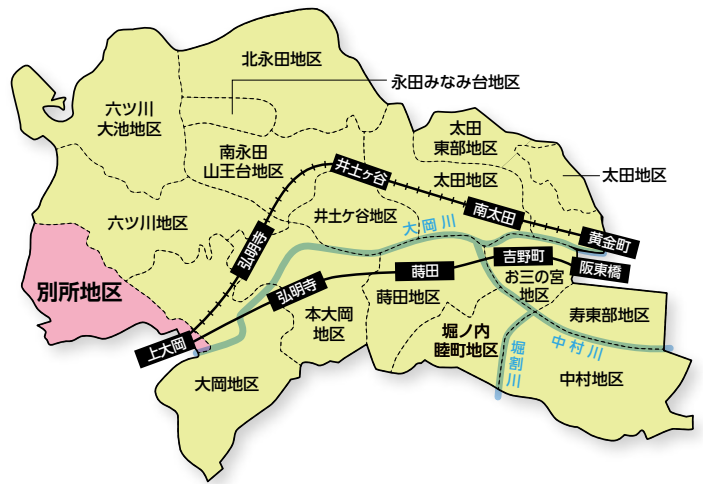 北永田地区
永田みなみ台地区
六ツ川
大池地区
太田
東部地区
南永田
山王台地区
井土ヶ谷
太田地区
太田地区
六ツ川地区
井土ケ谷地区
南太田
大岡川
黄金町
弘明寺
吉野町
阪東橋
別所地区
弘明寺
蒔田
お三の宮
地区
蒔田地区
本大岡
地区
寿東部地区
上大岡
堀ノ内
睦町地区
中村川
堀割川
大岡地区
中村地区